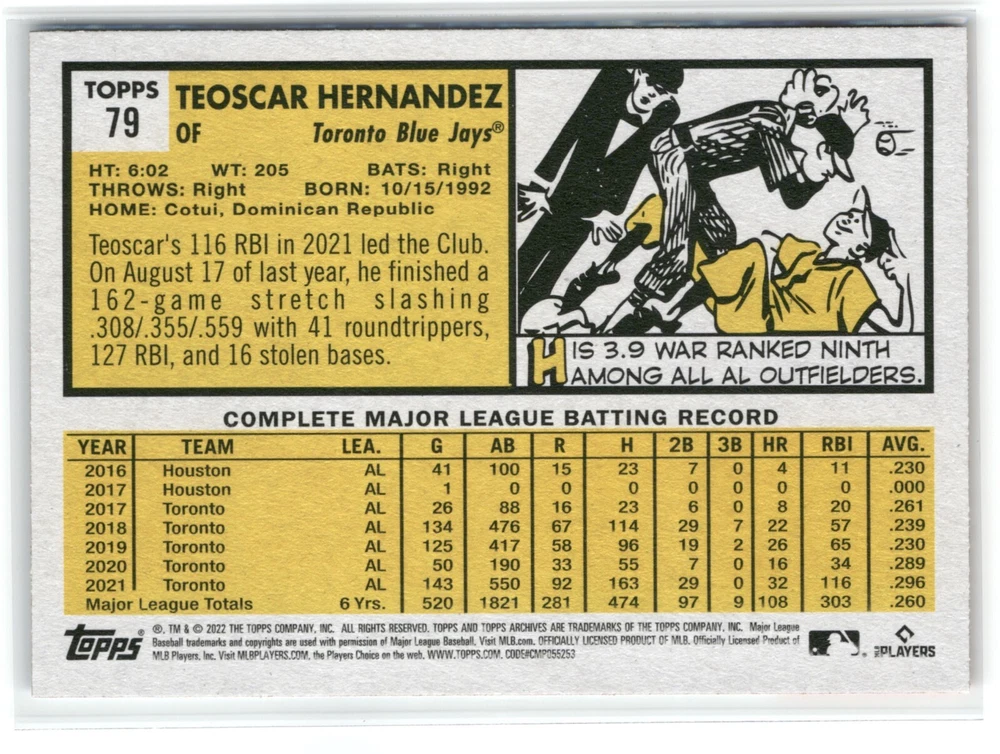 TOPPS
79
TEOSCAR HERNANDEZ
OF Toronto Blue Jays®
HT: 6:02 WT: 205 BATS: Right
THROWS: Right BORN: 10/15/1992
HOME: Cotui, Dominican Republic
Teoscar's 116 RBI in 2021 led the Club.
On August 17 of last year, he finished a
162-game stretch slashing
.308/.355/.559 with 41 roundtrippers,
127 RBI, and 16 stolen bases.
HIS 3.9 WAR RANKED NINTH
AMONG ALL AL OUTFIELDERS.
COMPLETE MAJOR LEAGUE BATTING RECORD
YEAR TEAM LEA. G AB R H 2B 3B HR RBI AVG.
2016 Houston AL 41 100 15 23 7 0 4 11 .230
2017 Houston AL 1 0 0 0 0 0 0 0 .000
2017 Toronto AL 26 88 16 23 6 0 8 20 .261
2018 Toronto AL 134 476 67 114 29 7 22 57 .239
2019 Toronto AL 125 417 58 96 19 2 26 65 .230
2020 Toronto AL 50 190 33 55 7 0 16 34 .289
2021 Toronto AL 143 550 92 163 29 0 32 116 .296
Major League Totals 6 Yrs. 520 1821 281 474 97 9 108 303 .260
topps®
®, TM & © 2022 THE TOPPS COMPANY, INC. ALL RIGHTS RESERVED. TOPPS AND TOPPS ARCHIVES ARE TRADEMARKS OF THE TOPPS COMPANY, INC. Major League
Baseball trademarks and copyrights are used with permission of Major League Baseball. Visit MLB.com. OFFICIALLY LICENSED PRODUCT OF MLB. Officially Licensed Product of
MLB Players, Inc. Visit MLBPLAYERS.COM, the Players Choice on the web. WWW.TOPPS.COM. CODE#CMP055253
MLB PLAYERS